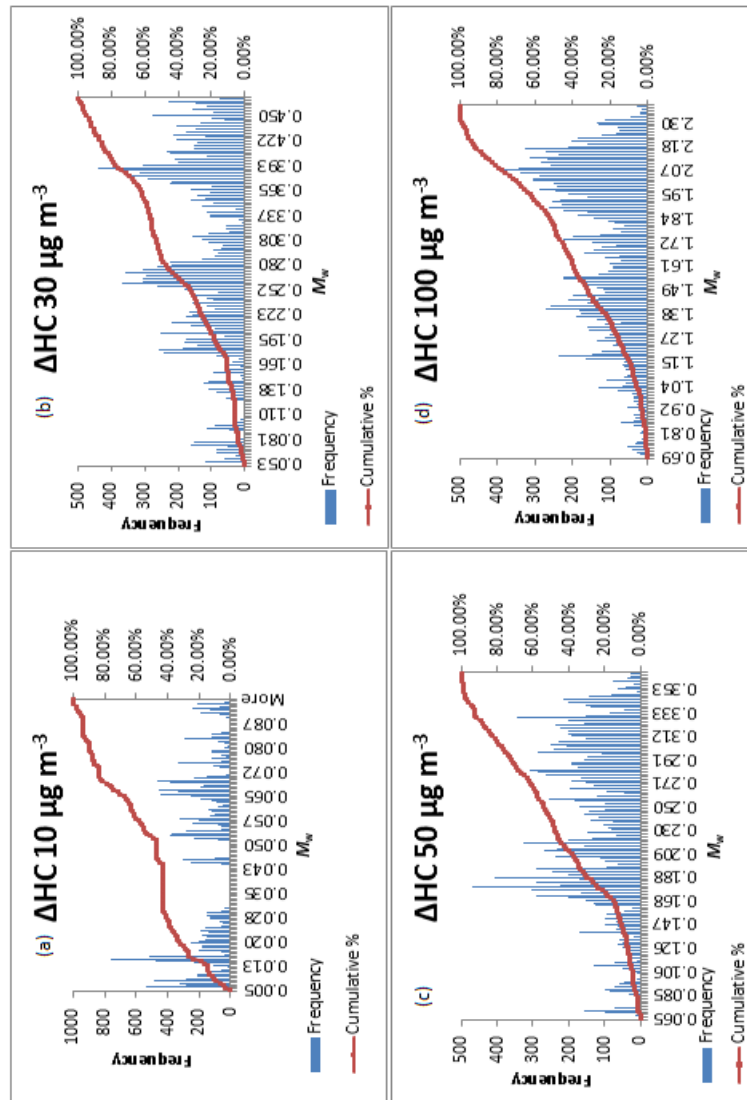 (a) ΔHC 10 µg m⁻³
Frequency
1000 100.00%
800 80.00%
600 60.00%
400 40.00%
200 20.00%
0 0.00%
0.005 0.013 0.020 0.028 0.035 0.043 0.050 0.057 0.065 0.072 0.080 0.087 More
Mw
Frequency
Cumulative %
(b) ΔHC 30 µg m⁻³
Frequency
500 100.00%
400 80.00%
300 60.00%
200 40.00%
100 20.00%
0 0.00%
0.053 0.081 0.110 0.138 0.166 0.195 0.223 0.252 0.280 0.308 0.337 0.365 0.393 0.422 0.450
Mw
Frequency
Cumulative %
(c) ΔHC 50 µg m⁻³
Frequency
500 100.00%
400 80.00%
300 60.00%
200 40.00%
100 20.00%
0 0.00%
0.065 0.085 0.106 0.126 0.147 0.168 0.188 0.209 0.230 0.250 0.271 0.291 0.312 0.333 0.353
Mw
Frequency
Cumulative %
(d) ΔHC 100 µg m⁻³
Frequency
500 100.00%
400 80.00%
300 60.00%
200 40.00%
100 20.00%
0 0.00%
0.69 0.81 0.92 1.04 1.15 1.27 1.38 1.49 1.61 1.72 1.84 1.95 2.07 2.18 2.30
Mw
Frequency
Cumulative %